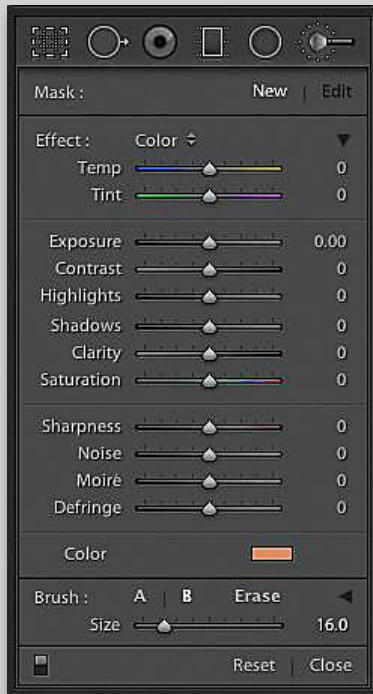 Mask : New | Edit
Effect : Color
Temp 0
Tint 0
Exposure 0.00
Contrast 0
Highlights 0
Shadows 0
Clarity 0
Saturation 0
Sharpness 0
Noise 0
Moiré 0
Defringe 0
Color
Brush : A | B Erase
Size 16.0
Reset | Close